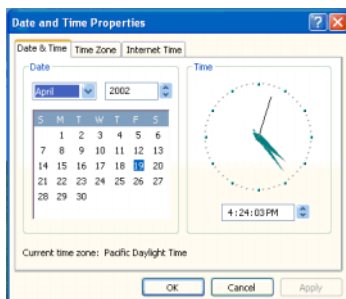 Date and Time Properties
Date & Time Time Zone Internet Time
Date
Time
April 2002
S M T W T F S
1 2 3 4 5 6
7 8 9 10 11 12 13
14 15 16 17 18 19 20
21 22 23 24 25 26 27
28 29 30
4:24:03 PM
Current time zone: Pacific Daylight Time
OK Cancel Apply